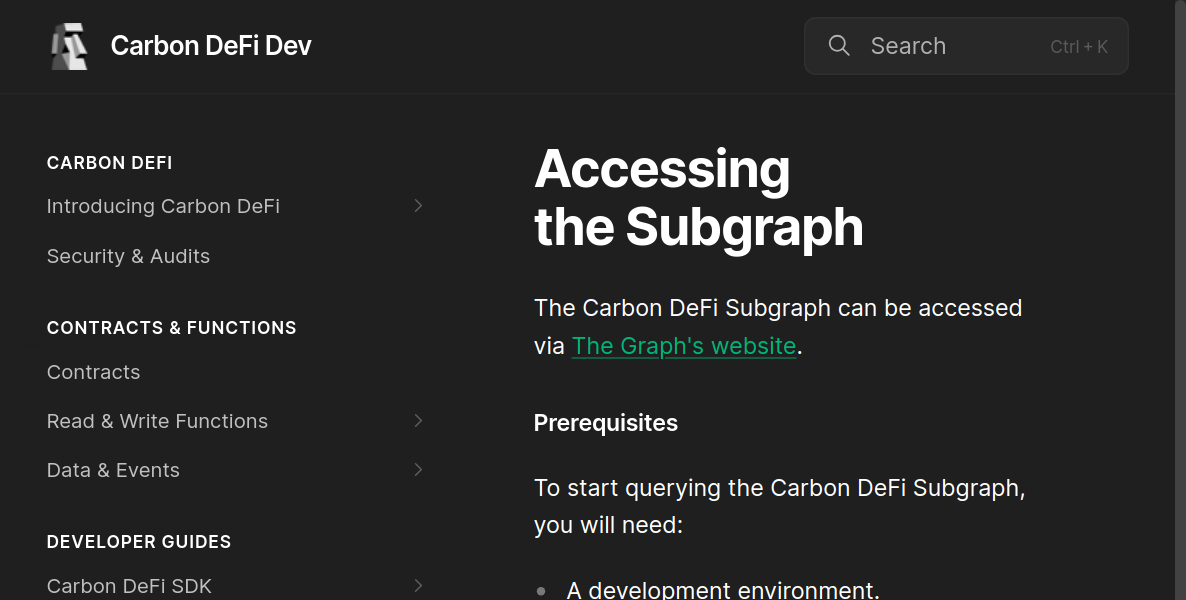 Carbon DeFi Dev
Search
Ctrl + K
CARBON DEFI
Introducing Carbon DeFi
Security & Audits
CONTRACTS & FUNCTIONS
Contracts
Read & Write Functions
Data & Events
DEVELOPER GUIDES
Carbon DeFi SDK
Accessing
the Subgraph
The Carbon DeFi Subgraph can be accessed
via The Graph's website.
Prerequisites
To start querying the Carbon DeFi Subgraph,
you will need:
A development environment.